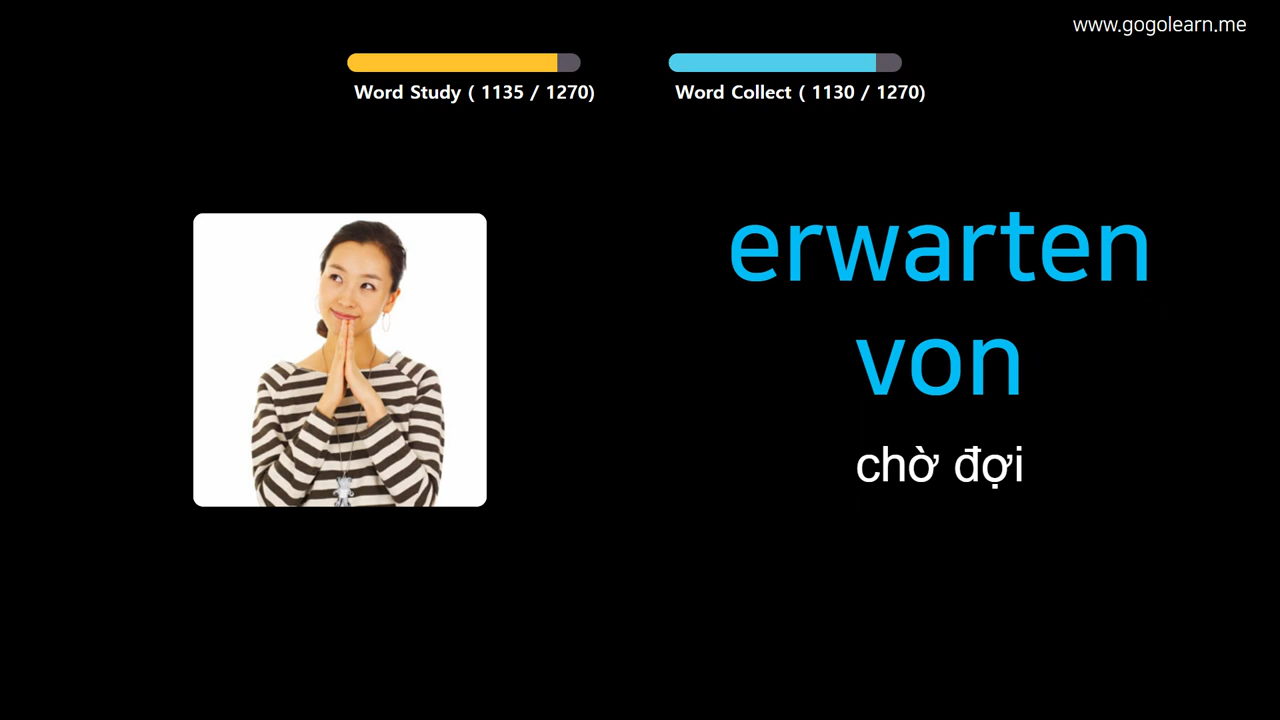 www.gogolearn.me
Word Study ( 1135 / 1270)
Word Collect ( 1130 / 1270)
erwarten
von
chờ đợi